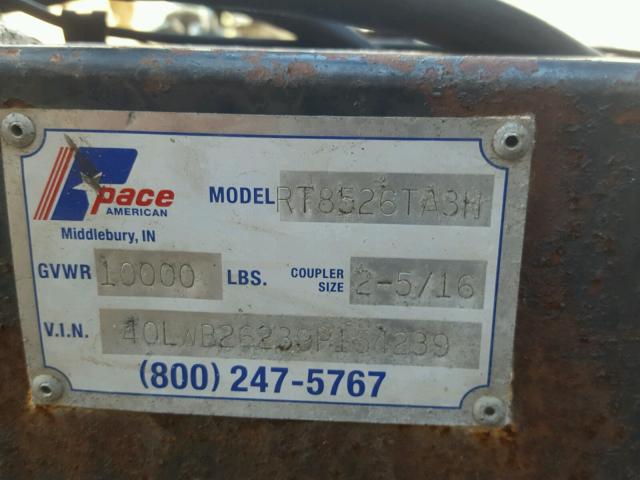 pace
AMERICAN
Middlebury, IN
MODEL RT8526TA3H
GVWR 10000 LBS. COUPLER SIZE 2-5/16
V.I.N.
(800) 247-5767